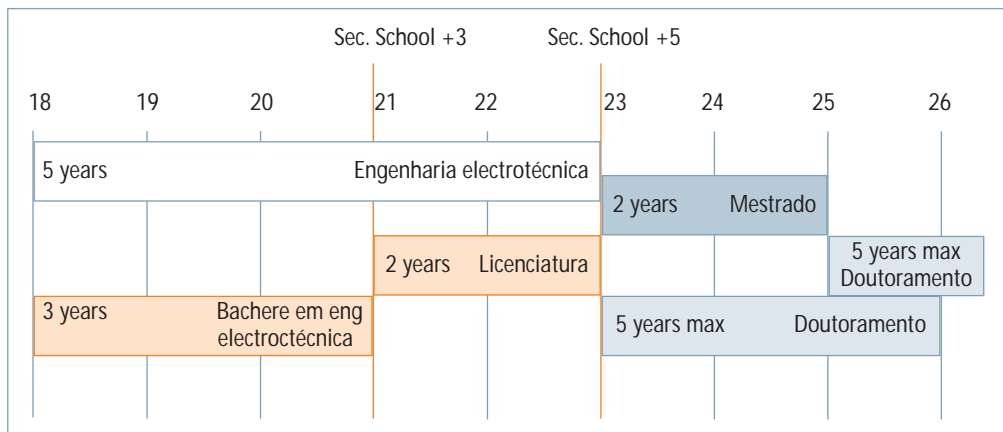 Sec. School +3 Sec. School +5
18 19 20 21 22 23 24 25 26
5 years Engenharia electrotécnica
2 years Mestrado
2 years Licenciatura
5 years max
Doutoramento
3 years Bachere em eng
electroctécnica
5 years max Doutoramento